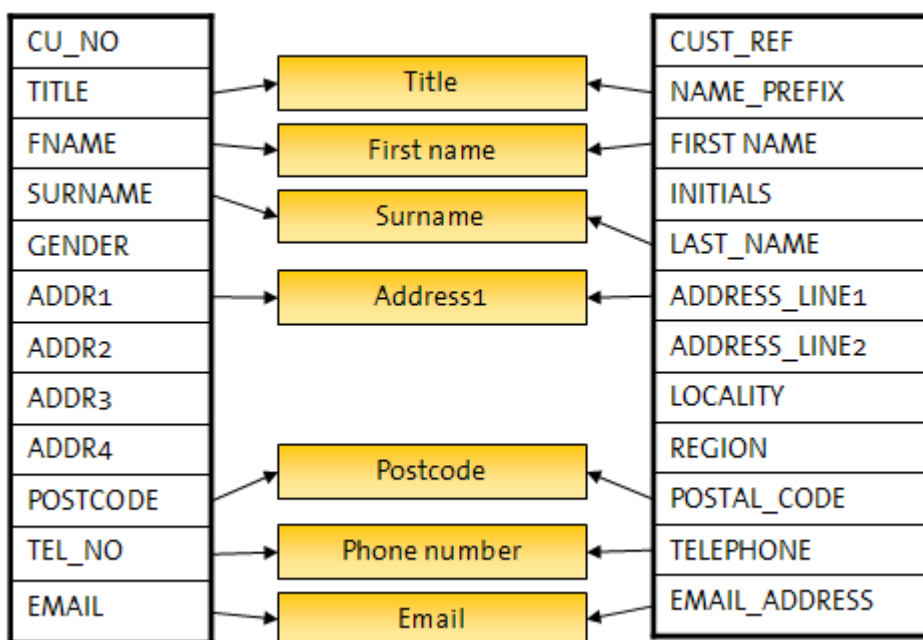 CU_NO
TITLE
FNAME
SURNAME
GENDER
ADDR1
ADDR2
ADDR3
ADDR4
POSTCODE
TEL_NO
EMAIL
Title
First name
Surname
Address1
Postcode
Phone number
Email
CUST_REF
NAME_PREFIX
FIRST NAME
INITIALS
LAST_NAME
ADDRESS_LINE1
ADDRESS_LINE2
LOCALITY
REGION
POSTAL_CODE
TELEPHONE
EMAIL_ADDRESS